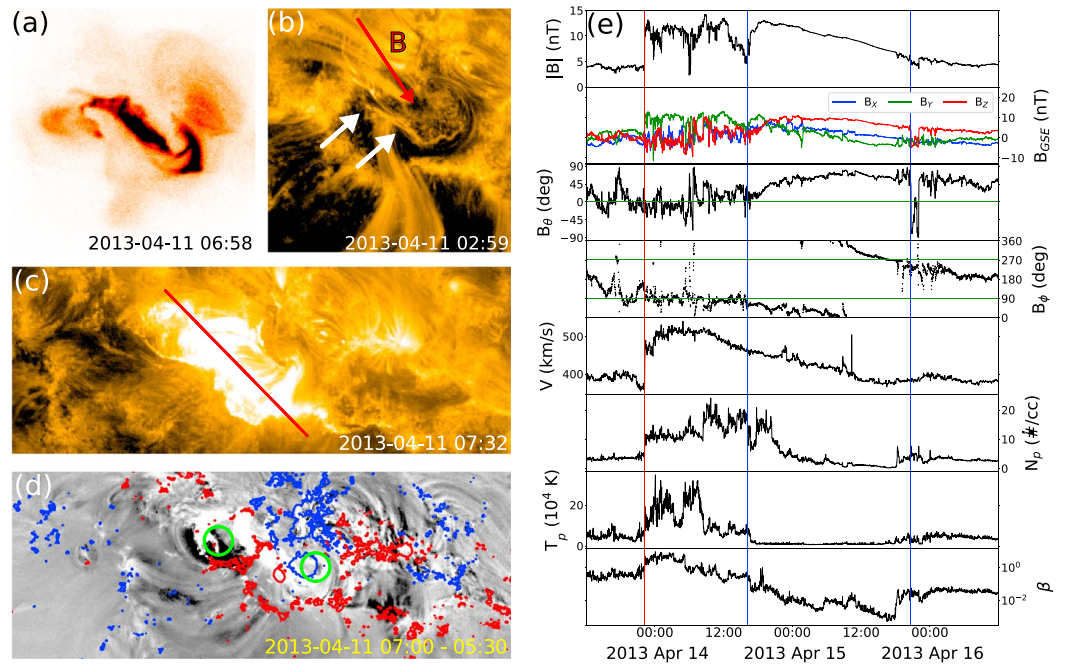 (a)
2013-04-11 06:58
(b)
B
2013-04-11 02:59
(c)
2013-04-11 07:32
(d)
2013-04-11 07:00 - 05:30
(e)
15
10
5
0
|B| (nT)
B_X B_Y B_Z
20
10
0
−10
B_GSE (nT)
90
45
0
−45
−90
B_θ (deg)
360
270
180
90
0
B_ϕ (deg)
500
400
V (km/s)
20
10
0
N_p (#/cc)
20
0
T_p (10⁴ K)
10⁰
10⁻²
β
00:00 12:00 00:00 12:00 00:00
2013 Apr 14 2013 Apr 15 2013 Apr 16